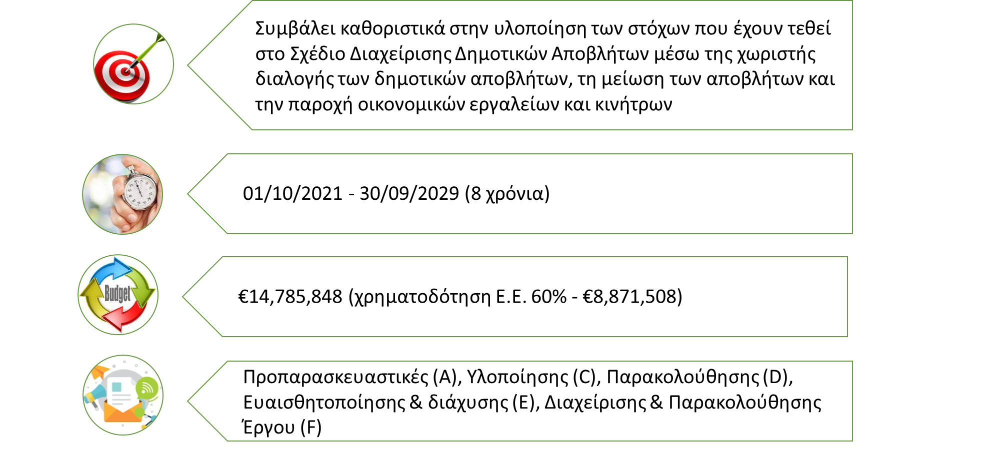 Συμβάλει καθοριστικά στην υλοποίηση των στόχων που έχουν τεθεί
στο Σχέδιο Διαχείρισης Δημοτικών Αποβλήτων μέσω της χωριστής
διαλογής των δημοτικών αποβλήτων, τη μείωση των αποβλήτων και
την παροχή οικονομικών εργαλείων και κινήτρων
01/10/2021 - 30/09/2029 (8 χρόνια)
Budget
€14,785,848 (χρηματοδότηση Ε.Ε. 60% - €8,871,508)
Προπαρασκευαστικές (A), Υλοποίησης (C), Παρακολούθησης (D),
Ευαισθητοποίησης & διάχυσης (E), Διαχείρισης & Παρακολούθησης
Έργου (F)